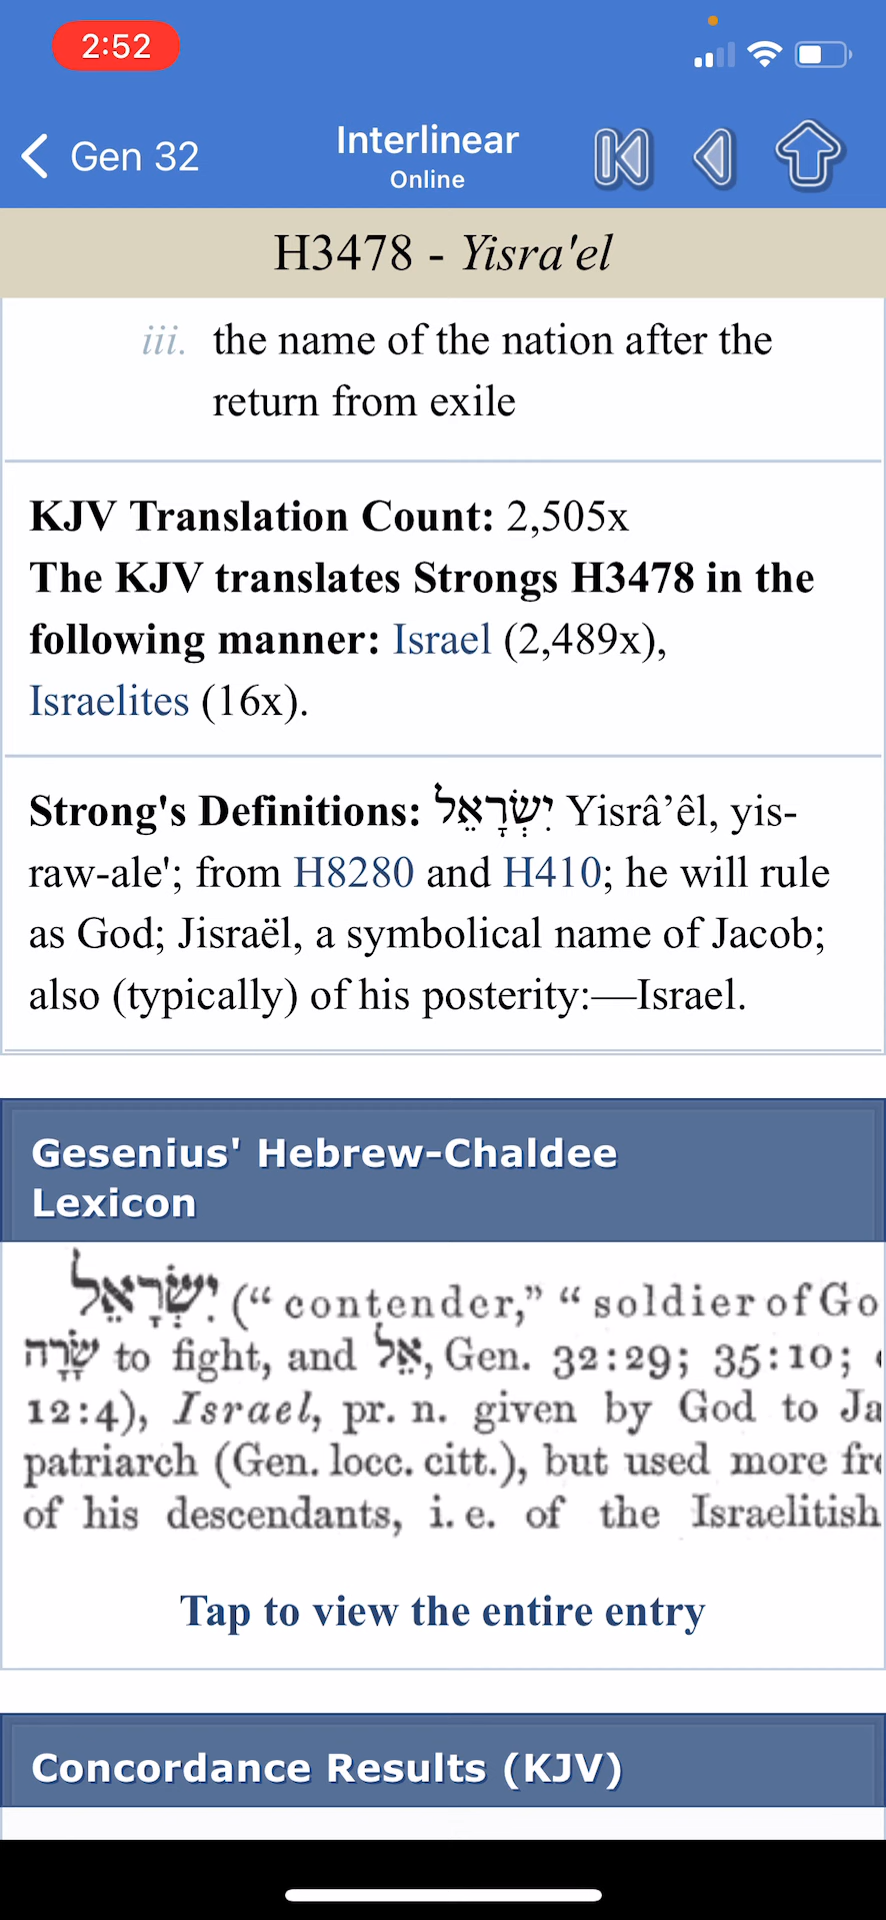 2:52
Gen 32
Interlinear
Online
H3478 - Yisra'el
iii. the name of the nation after the
return from exile
KJV Translation Count: 2,505x
The KJV translates Strongs H3478 in the
following manner: Israel (2,489x),
Israelites (16x).
Strong's Definitions: יִשְׂרָאֵל Yisrâʼêl, yis-
raw-ale'; from H8280 and H410; he will rule
as God; Jisraël, a symbolical name of Jacob;
also (typically) of his posterity:—Israel.
Gesenius' Hebrew-Chaldee
Lexicon
יִשְׂרָאֵל (“contender,” “soldier of Go
שָׂרָה to fight, and אֵל, Gen. 32:29; 35:10;
12:4), Israel, pr. n. given by God to Ja
patriarch (Gen. locc. citt.), but used more fr
of his descendants, i. e. of the Israelitish
Tap to view the entire entry
Concordance Results (KJV)